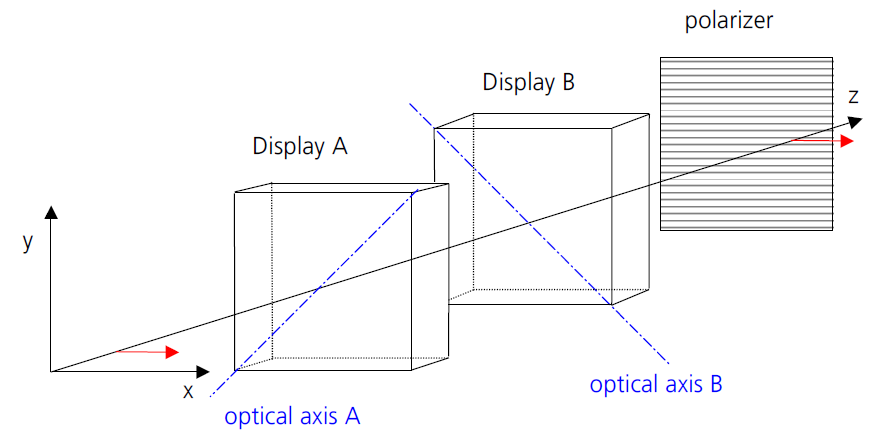 polarizer
Display B
z
Display A
y
x
optical axis B
optical axis A